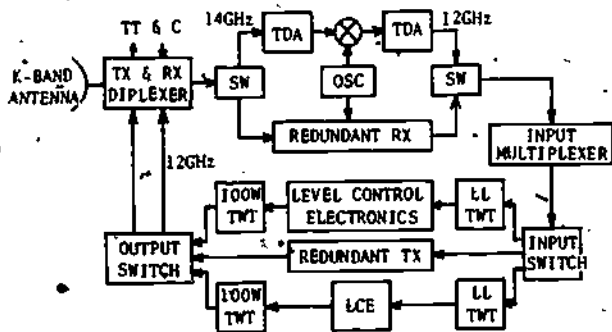 14GHz
12GHz
TT & C
TDA
TDA
K-BAND
ANTENNA
TX & RX
DIPLEXER
SW
OSC
SW
REDUNDANT RX
INPUT
MULTIPLEXER
12GHz
100W
TWT
LEVEL CONTROL
ELECTRONICS
LL
TWT
OUTPUT
SWITCH
REDUNDANT TX
INPUT
SWITCH
100W
TWT
LCE
LL
TWT